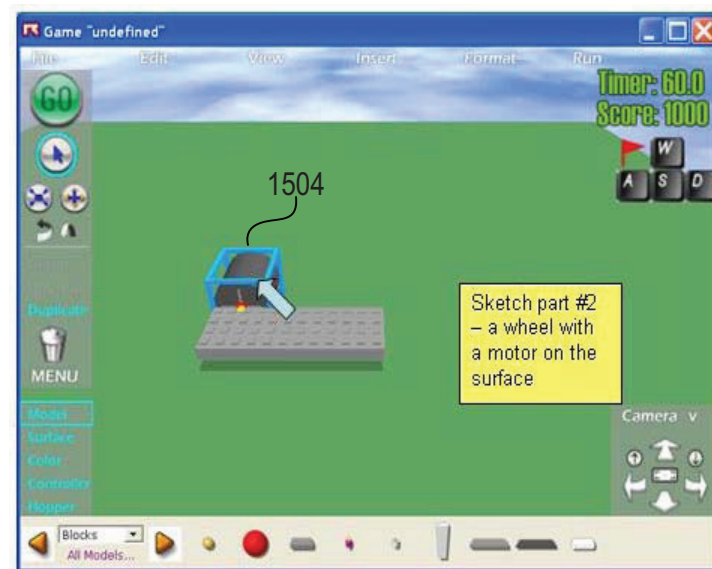 Game "undefined"
File Edit View Insert Format Run
GO
Timer: 60.0
Score: 1000
W
A S D
1504
Sketch part #2
– a wheel with
a motor on the
surface
Duplicate
MENU
Model
Surface
Color
Controller
Hopper
Camera v
Blocks
All Models...